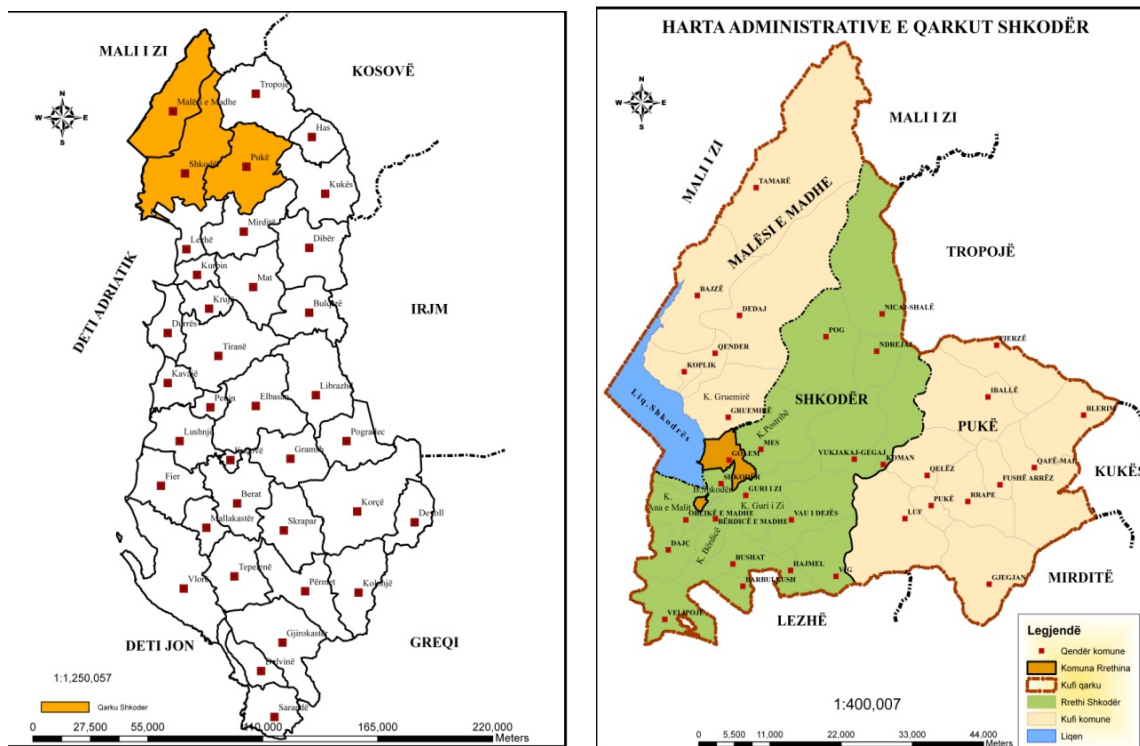 MALI I ZI
KOSOVË
N
W E
S
Tropojë
Malësi e Madhe
Has
Shkodër
Pukë
Kukës
Mirditë
Lezhë
Dibër
Kurbin
Mat
Krujë
Bulqizë
DETI ADRIATIK
IRJM
Durrës
Tiranë
Kavajë
Librazhd
Peqin
Elbasan
Lushnjë
Pogradec
Kuçovë
Gramsh
Fier
Berat
Korçë
Mallakastër
Skrapar
Devoll
Vlorë
Tepelenë
Përmet
Kolonjë
DETI JON
Gjirokastër
GREQI
Delvinë
Sarandë
1:1,250,057
Qarku Shkoder
0 27,500 55,000 110,000 165,000 220,000
Meters
HARTA ADMINISTRATIVE E QARKUT SHKODËR
N
W E
S
MALI I ZI
MALI I ZI
TAMARË
MALËSI E MADHE
TROPOJË
BAJZË
DEDAJ
NICAJ-SHALË
POG
NDREJAJ
QENDER
FIERZË
KOPLIK
Liq.Shkodrës
K. Gruemirë
SHKODËR
IBALLË
GRUEMIRË
K.Postribë
PUKË
BLERIM
MES
GOLEM
VUKJAKAJ-GEGAJ
KOMAN
QAFË-MAL
KUKËS
SHKODËR
B.Shkodër
QELËZ
FUSHË ARRËZ
GURI I ZI
K. Guri i Zi
K.
Ana e Malit
PUKË
RRAPE
OBLIKË E MADHE
BËRDICË E MADHE
VAU I DEJËS
LUF
K. Bërdicë
DAJÇ
BUSHAT
HAJMEL
VIG
BARBULLUSH
GJEGJAN
MIRDITË
VELIPOJË
LEZHË
1:400,007
0 5,500 11,000 22,000 33,000 44,000
Meters
Legjendë
Qendër komune
Komuna Rrethina
Kufi qarku
Rrethi Shkodër
Kufi komune
Liqen